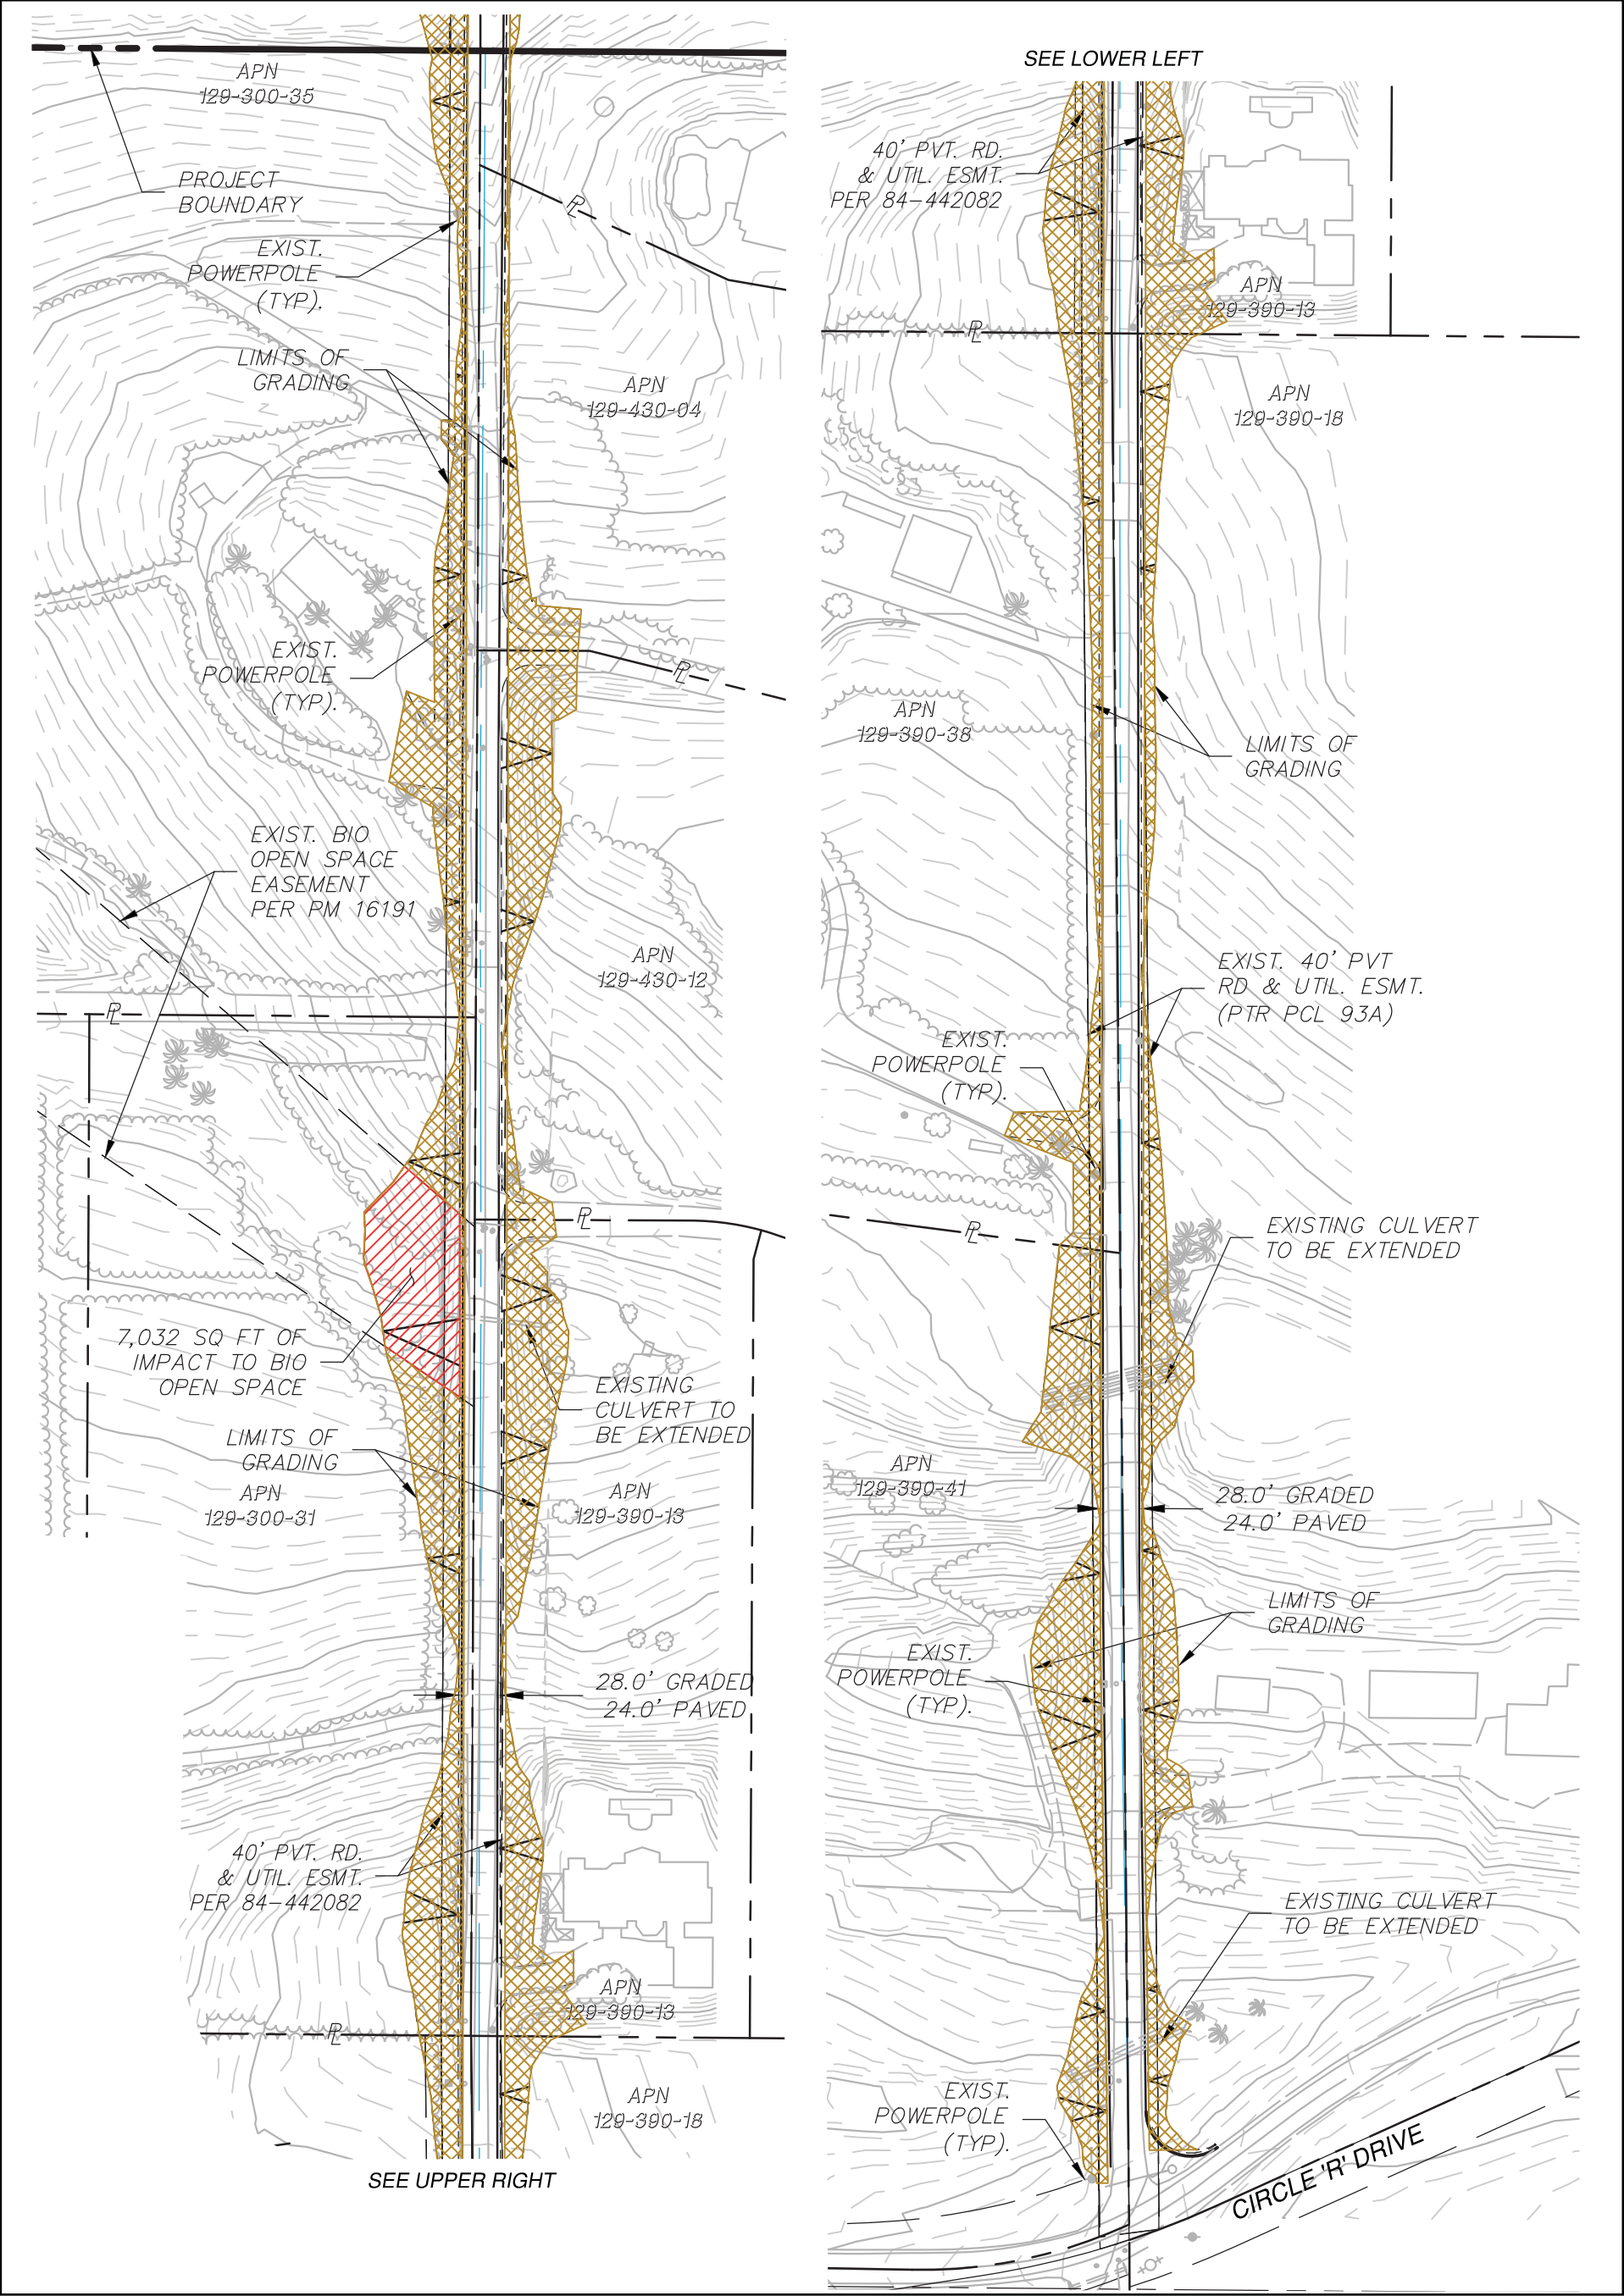 APN
129-300-35
PROJECT
BOUNDARY
PL
EXIST.
POWERPOLE
(TYP).
LIMITS OF
GRADING
APN
129-430-04
EXIST.
POWERPOLE
(TYP).
PL
EXIST. BIO
OPEN SPACE
EASEMENT
PER PM 16191
APN
129-430-12
PL
PL
7,032 SQ FT OF
IMPACT TO BIO
OPEN SPACE
EXISTING
CULVERT TO
BE EXTENDED
LIMITS OF
GRADING
APN
129-300-31
APN
129-390-13
28.0' GRADED
24.0' PAVED
40' PVT. RD.
& UTIL. ESMT.
PER 84-442082
APN
129-390-13
PL
APN
129-390-18
SEE UPPER RIGHT
SEE LOWER LEFT
40' PVT. RD.
& UTIL. ESMT.
PER 84-442082
APN
129-390-13
PL
APN
129-390-18
APN
129-390-38
LIMITS OF
GRADING
EXIST. 40' PVT
RD & UTIL. ESMT.
(PTR PCL 93A)
EXIST.
POWERPOLE
(TYP).
PL
EXISTING CULVERT
TO BE EXTENDED
APN
129-390-41
28.0' GRADED
24.0' PAVED
LIMITS OF
GRADING
EXIST.
POWERPOLE
(TYP).
EXISTING CULVERT
TO BE EXTENDED
EXIST.
POWERPOLE
(TYP).
CIRCLE 'R' DRIVE